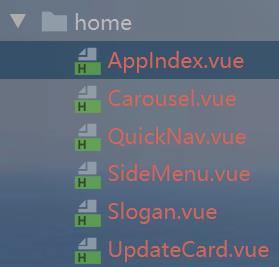 home
H AppIndex.vue
H Carousel.vue
H QuickNav.vue
H SideMenu.vue
H Slogan.vue
H UpdateCard.vue